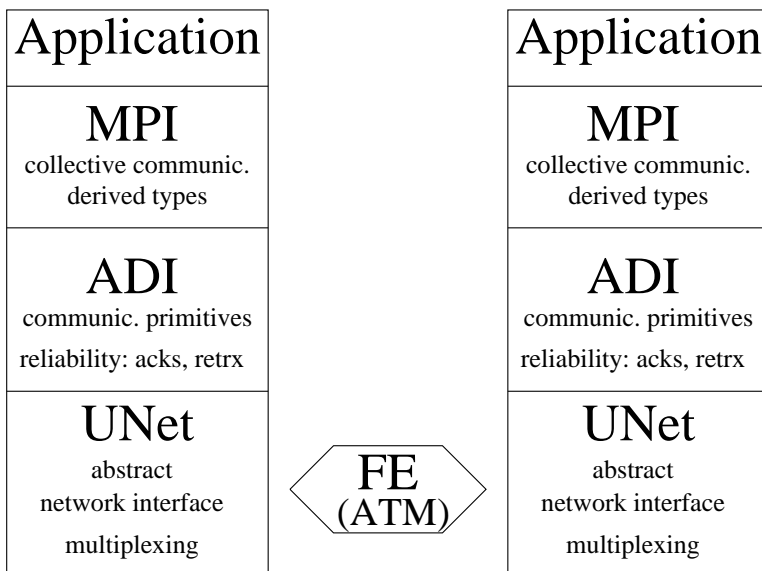 Application
MPI
collective communic.
derived types
ADI
communic. primitives
reliability: acks, retrx
UNet
abstract
network interface
multiplexing
FE
(ATM)
Application
MPI
collective communic.
derived types
ADI
communic. primitives
reliability: acks, retrx
UNet
abstract
network interface
multiplexing